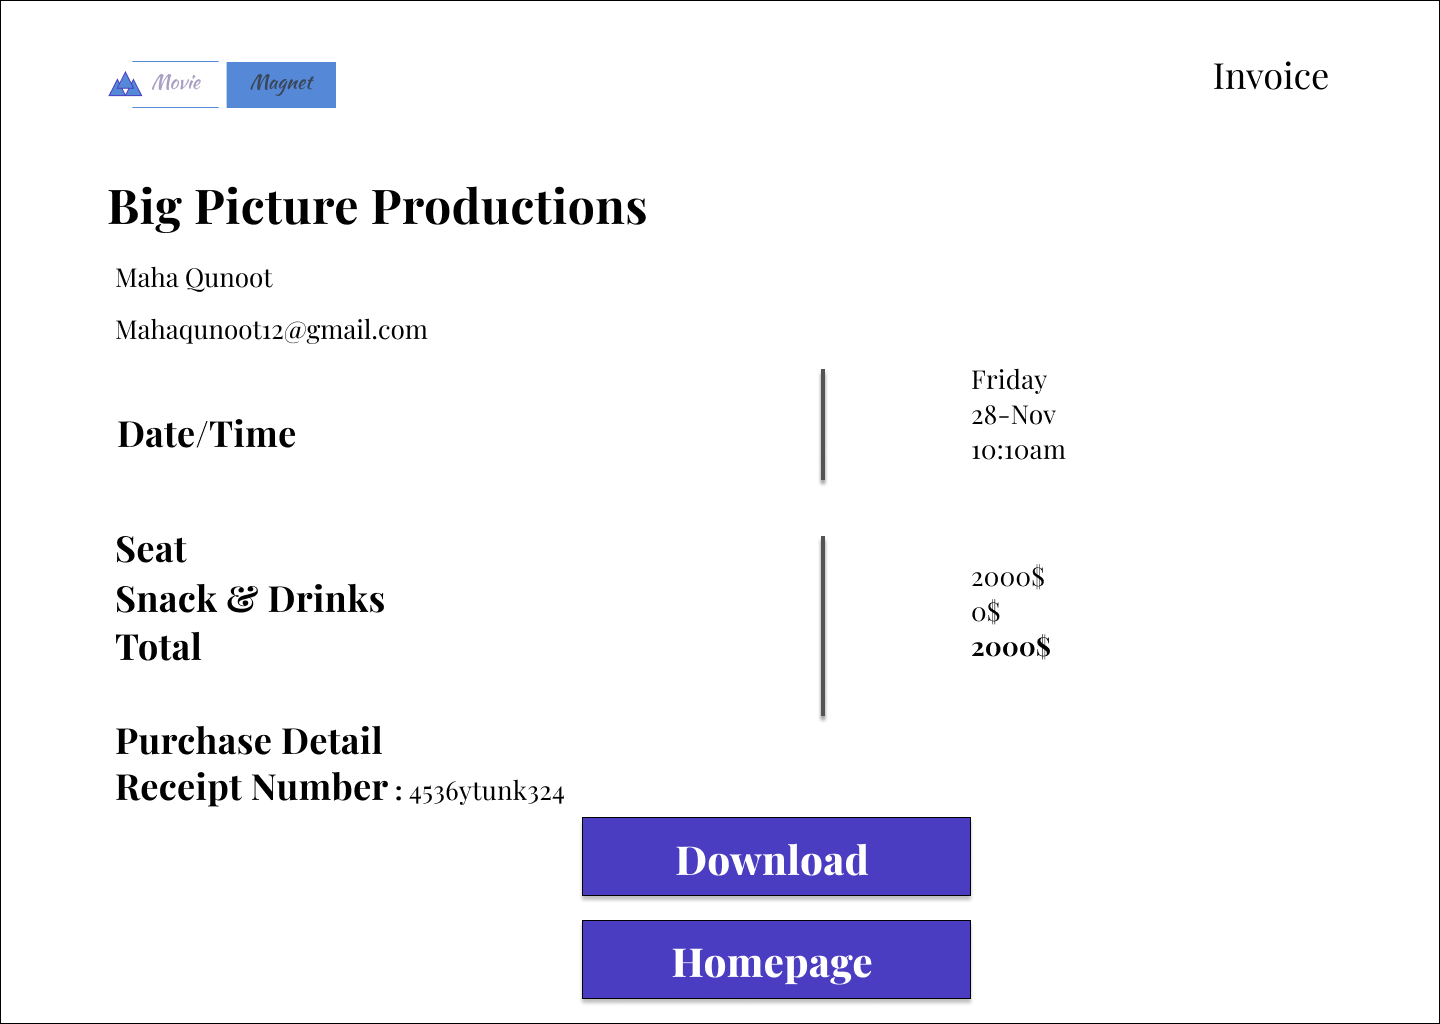 Movie Magnet
Invoice
Big Picture Productions
Maha Qunoot
Mahaqunoot12@gmail.com
Date/Time
Friday
28-Nov
10:10am
Seat
Snack & Drinks
Total
2000$
0$
2000$
Purchase Detail
Receipt Number : 4536ytunk324
Download
Homepage